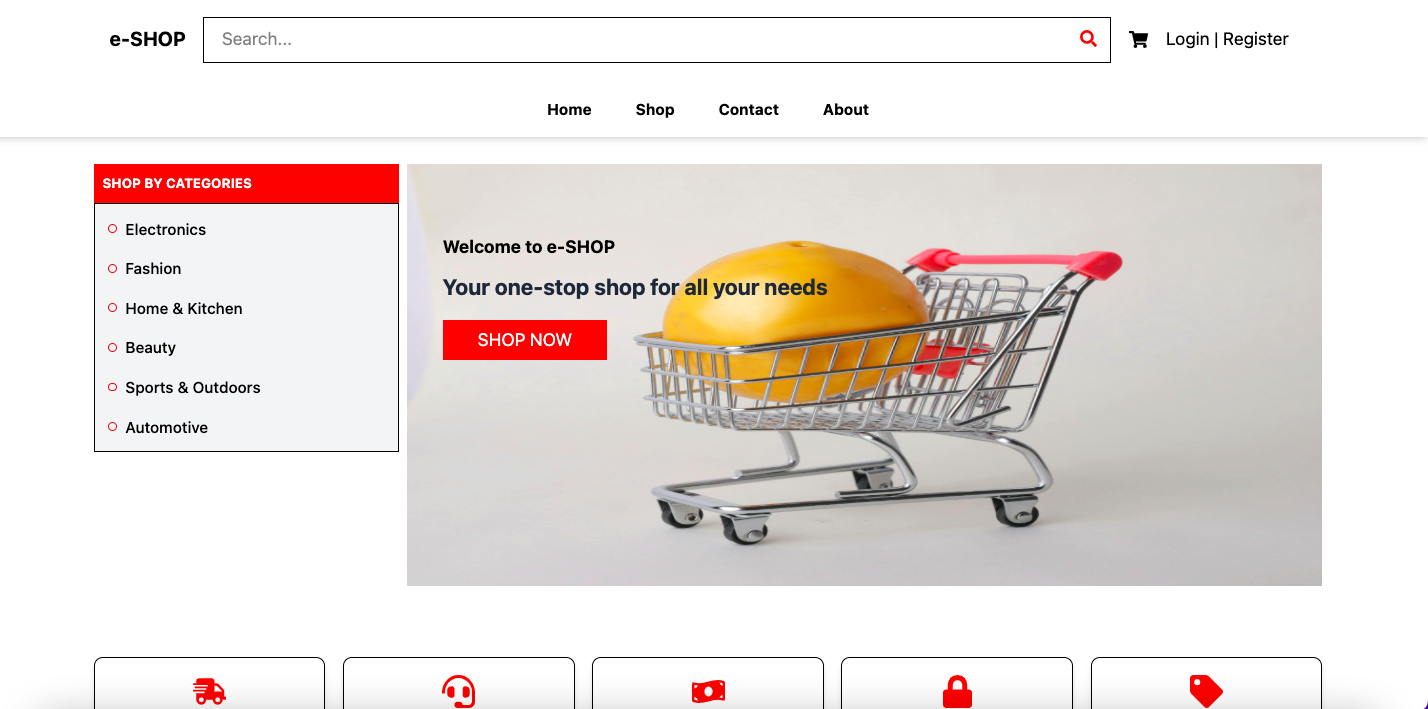 e-SHOP
Search...
Login | Register
Home Shop Contact About
SHOP BY CATEGORIES
Electronics
Fashion
Home & Kitchen
Beauty
Sports & Outdoors
Automotive
Welcome to e-SHOP
Your one-stop shop for all your needs
SHOP NOW